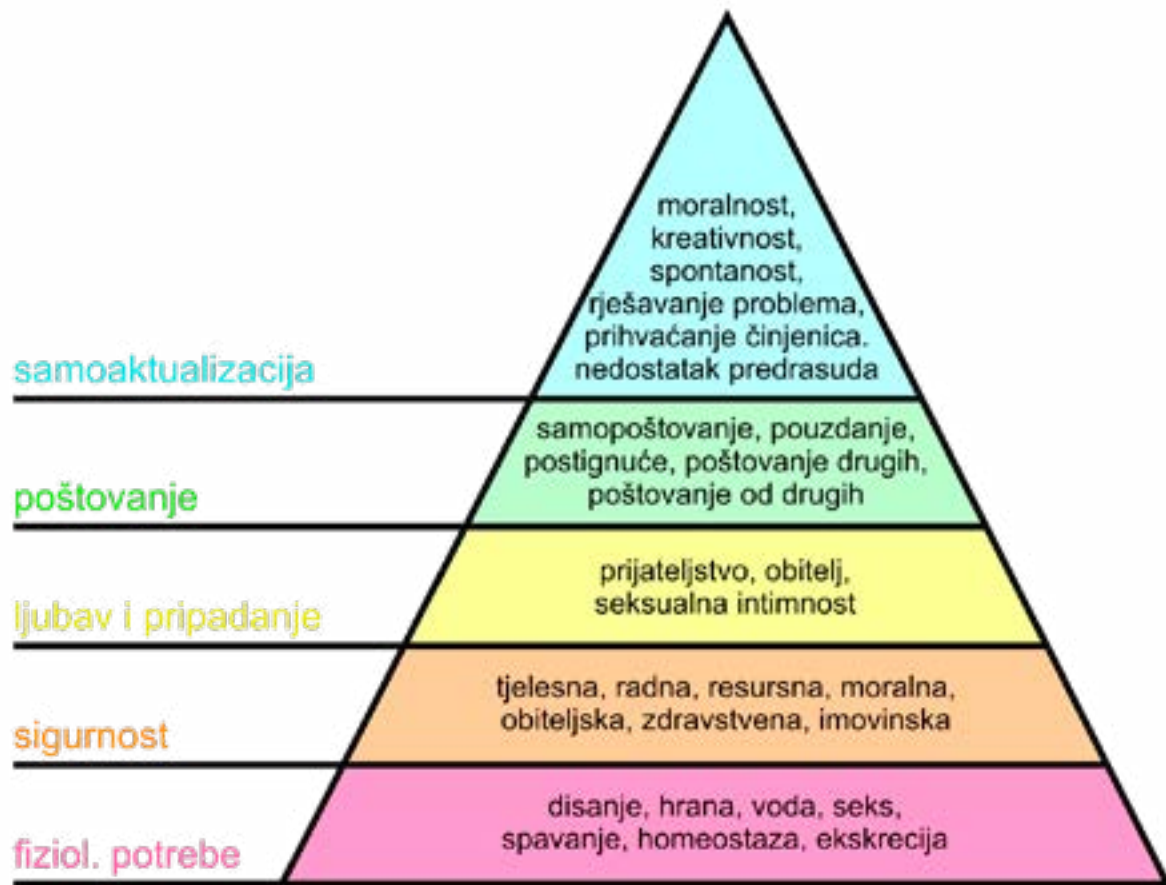 moralnost,
kreativnost,
spontanost,
rješavanje problema,
prihvaćanje činjenica.
nedostatak predrasuda
samoaktualizacija
samopoštovanje, pouzdanje,
postignuće, poštovanje drugih,
poštovanje od drugih
poštovanje
prijateljstvo, obitelj,
seksualna intimnost
ljubav i pripadanje
tjelesna, radna, resursna, moralna,
obiteljska, zdravstvena, imovinska
sigurnost
disanje, hrana, voda, seks,
spavanje, homeostaza, ekskrecija
fiziol. potrebe